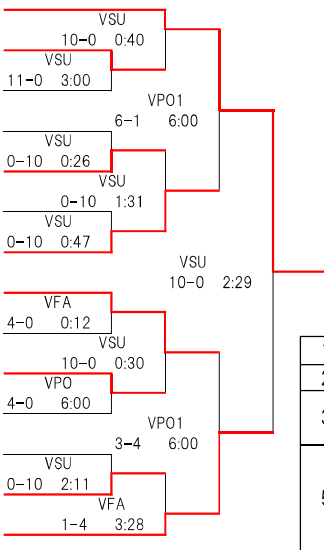 VSU
10-0 0:40
VSU
11-0 3:00
VPO1
6-1 6:00
VSU
0-10 0:26
VSU
0-10 1:31
VSU
0-10 0:47
VSU
10-0 2:29
VFA
4-0 0:12
VSU
10-0 0:30
VPO
4-0 6:00
VPO1
3-4 6:00
VSU
0-10 2:11
VFA
1-4 3:28